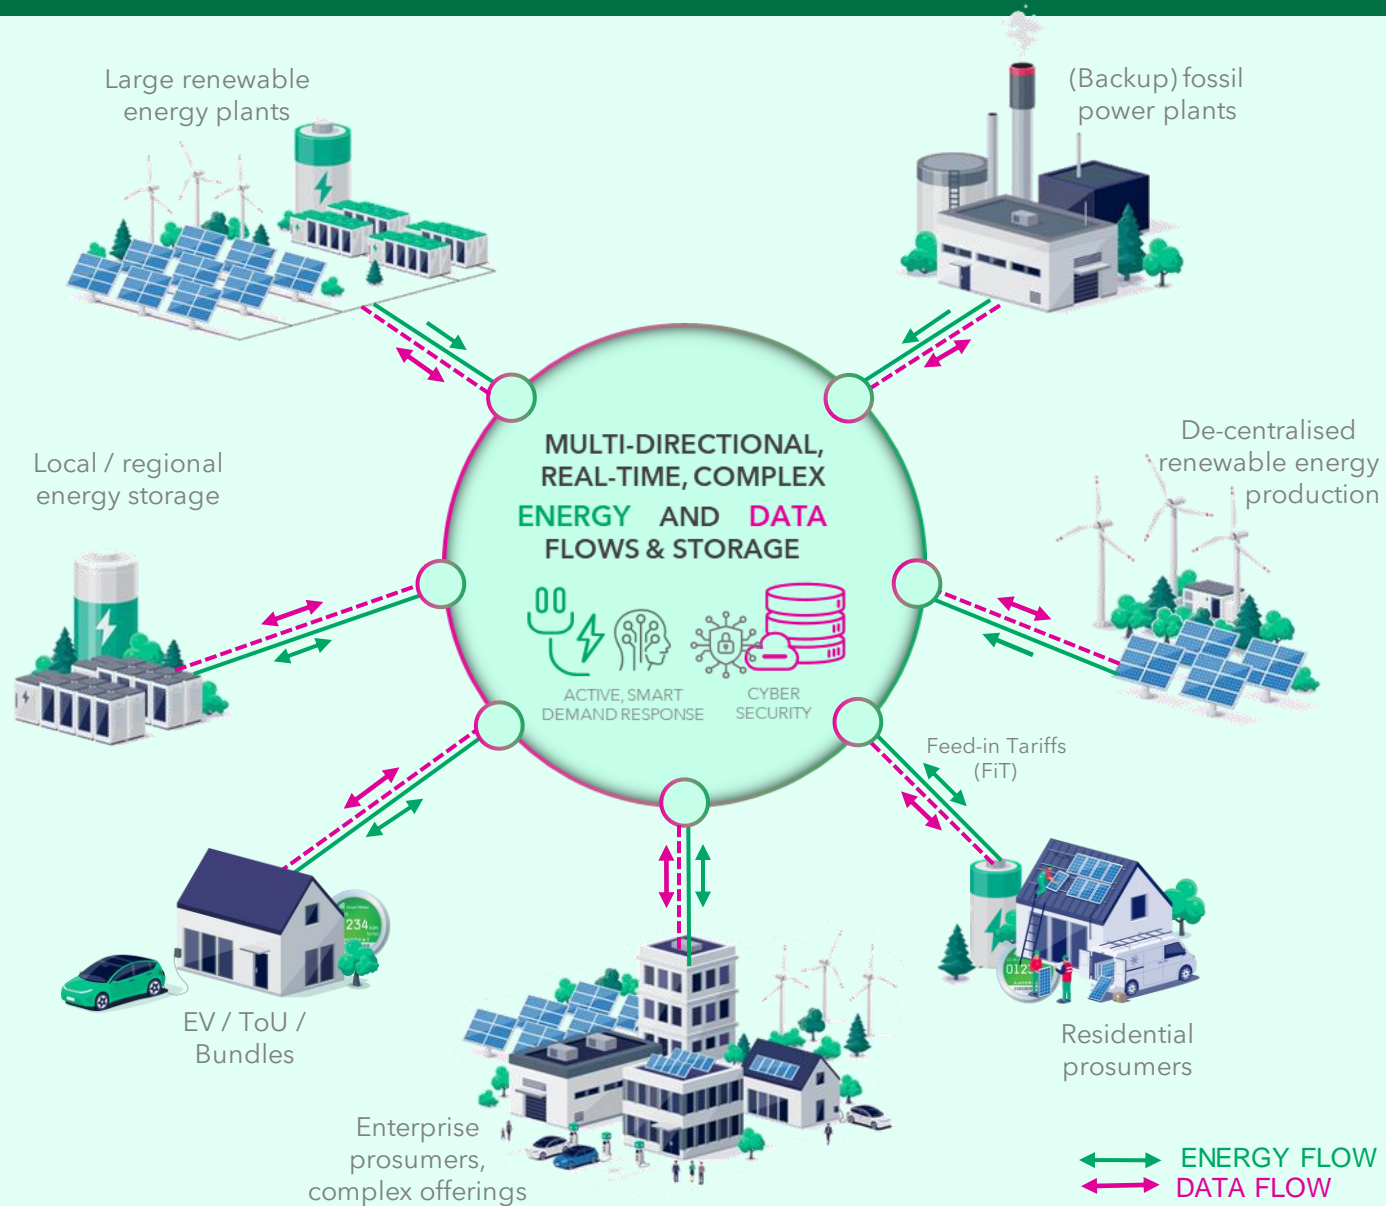 Large renewable
energy plants
(Backup) fossil
power plants
De-centralised
renewable energy
production
Local / regional
energy storage
MULTI-DIRECTIONAL,
REAL-TIME, COMPLEX
ENERGY AND DATA
FLOWS & STORAGE
ACTIVE, SMART
DEMAND RESPONSE
CYBER
SECURITY
Feed-in Tariffs
(FiT)
234
0123
EV / ToU /
Bundles
Residential
prosumers
Enterprise
prosumers,
complex offerings
ENERGY FLOW
DATA FLOW